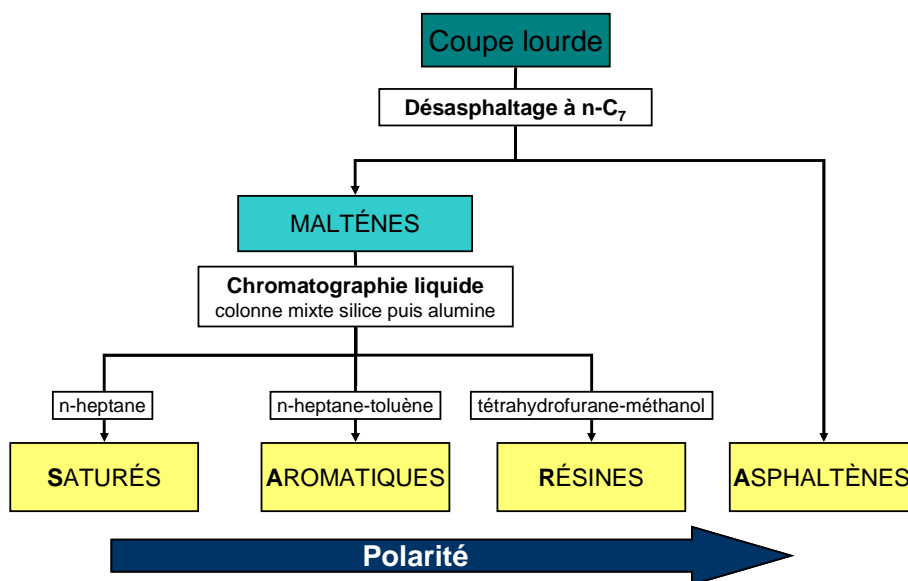 Coupe lourde
Désasphaltage à n-C₇
MALTÉNES
Chromatographie liquide
colonne mixte silice puis alumine
n-heptane
n-heptane-toluène
tétrahydrofurane-méthanol
SATURÉS
AROMATIQUES
RÉSINES
ASPHALTÈNES
Polarité